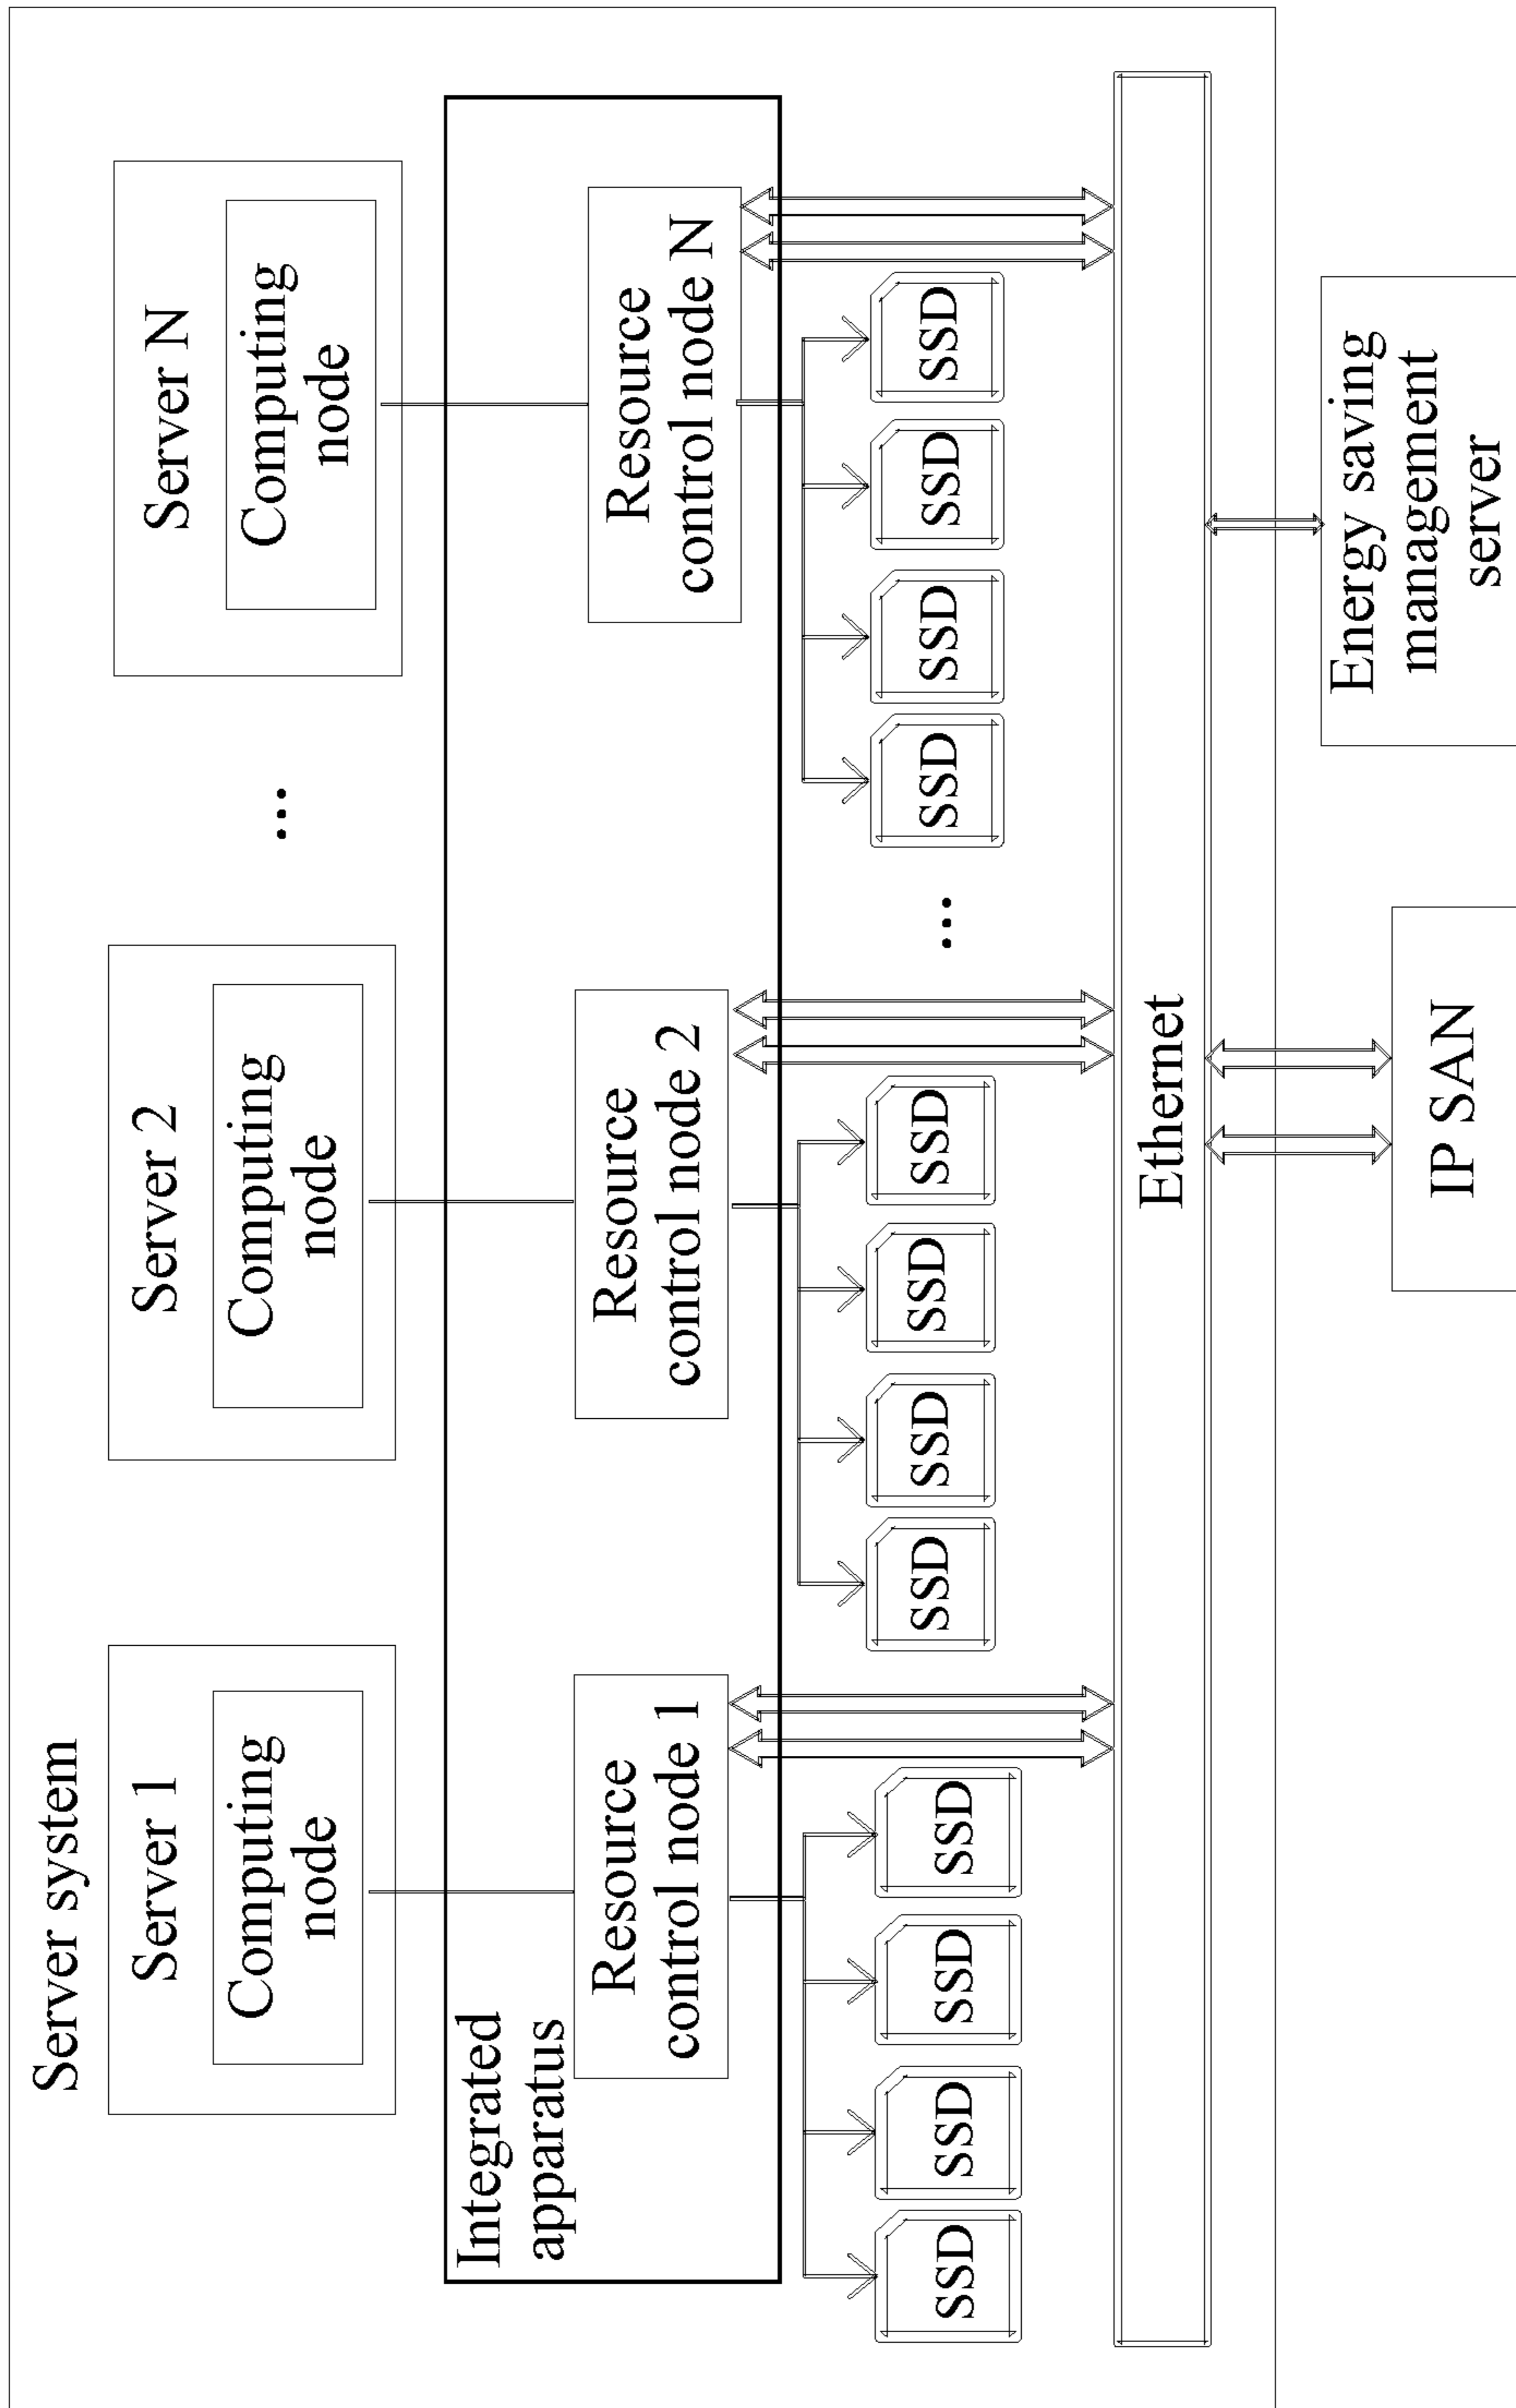 Server system
Server 1
Computing
node
Server 2
Computing
node
...
Server N
Computing
node
Integrated
apparatus
Resource
control node 1
Resource
control node 2
Resource
control node N
SSD
SSD
SSD
SSD
SSD
SSD
SSD
SSD
...
SSD
SSD
SSD
SSD
Ethernet
IP SAN
Energy saving
management
server